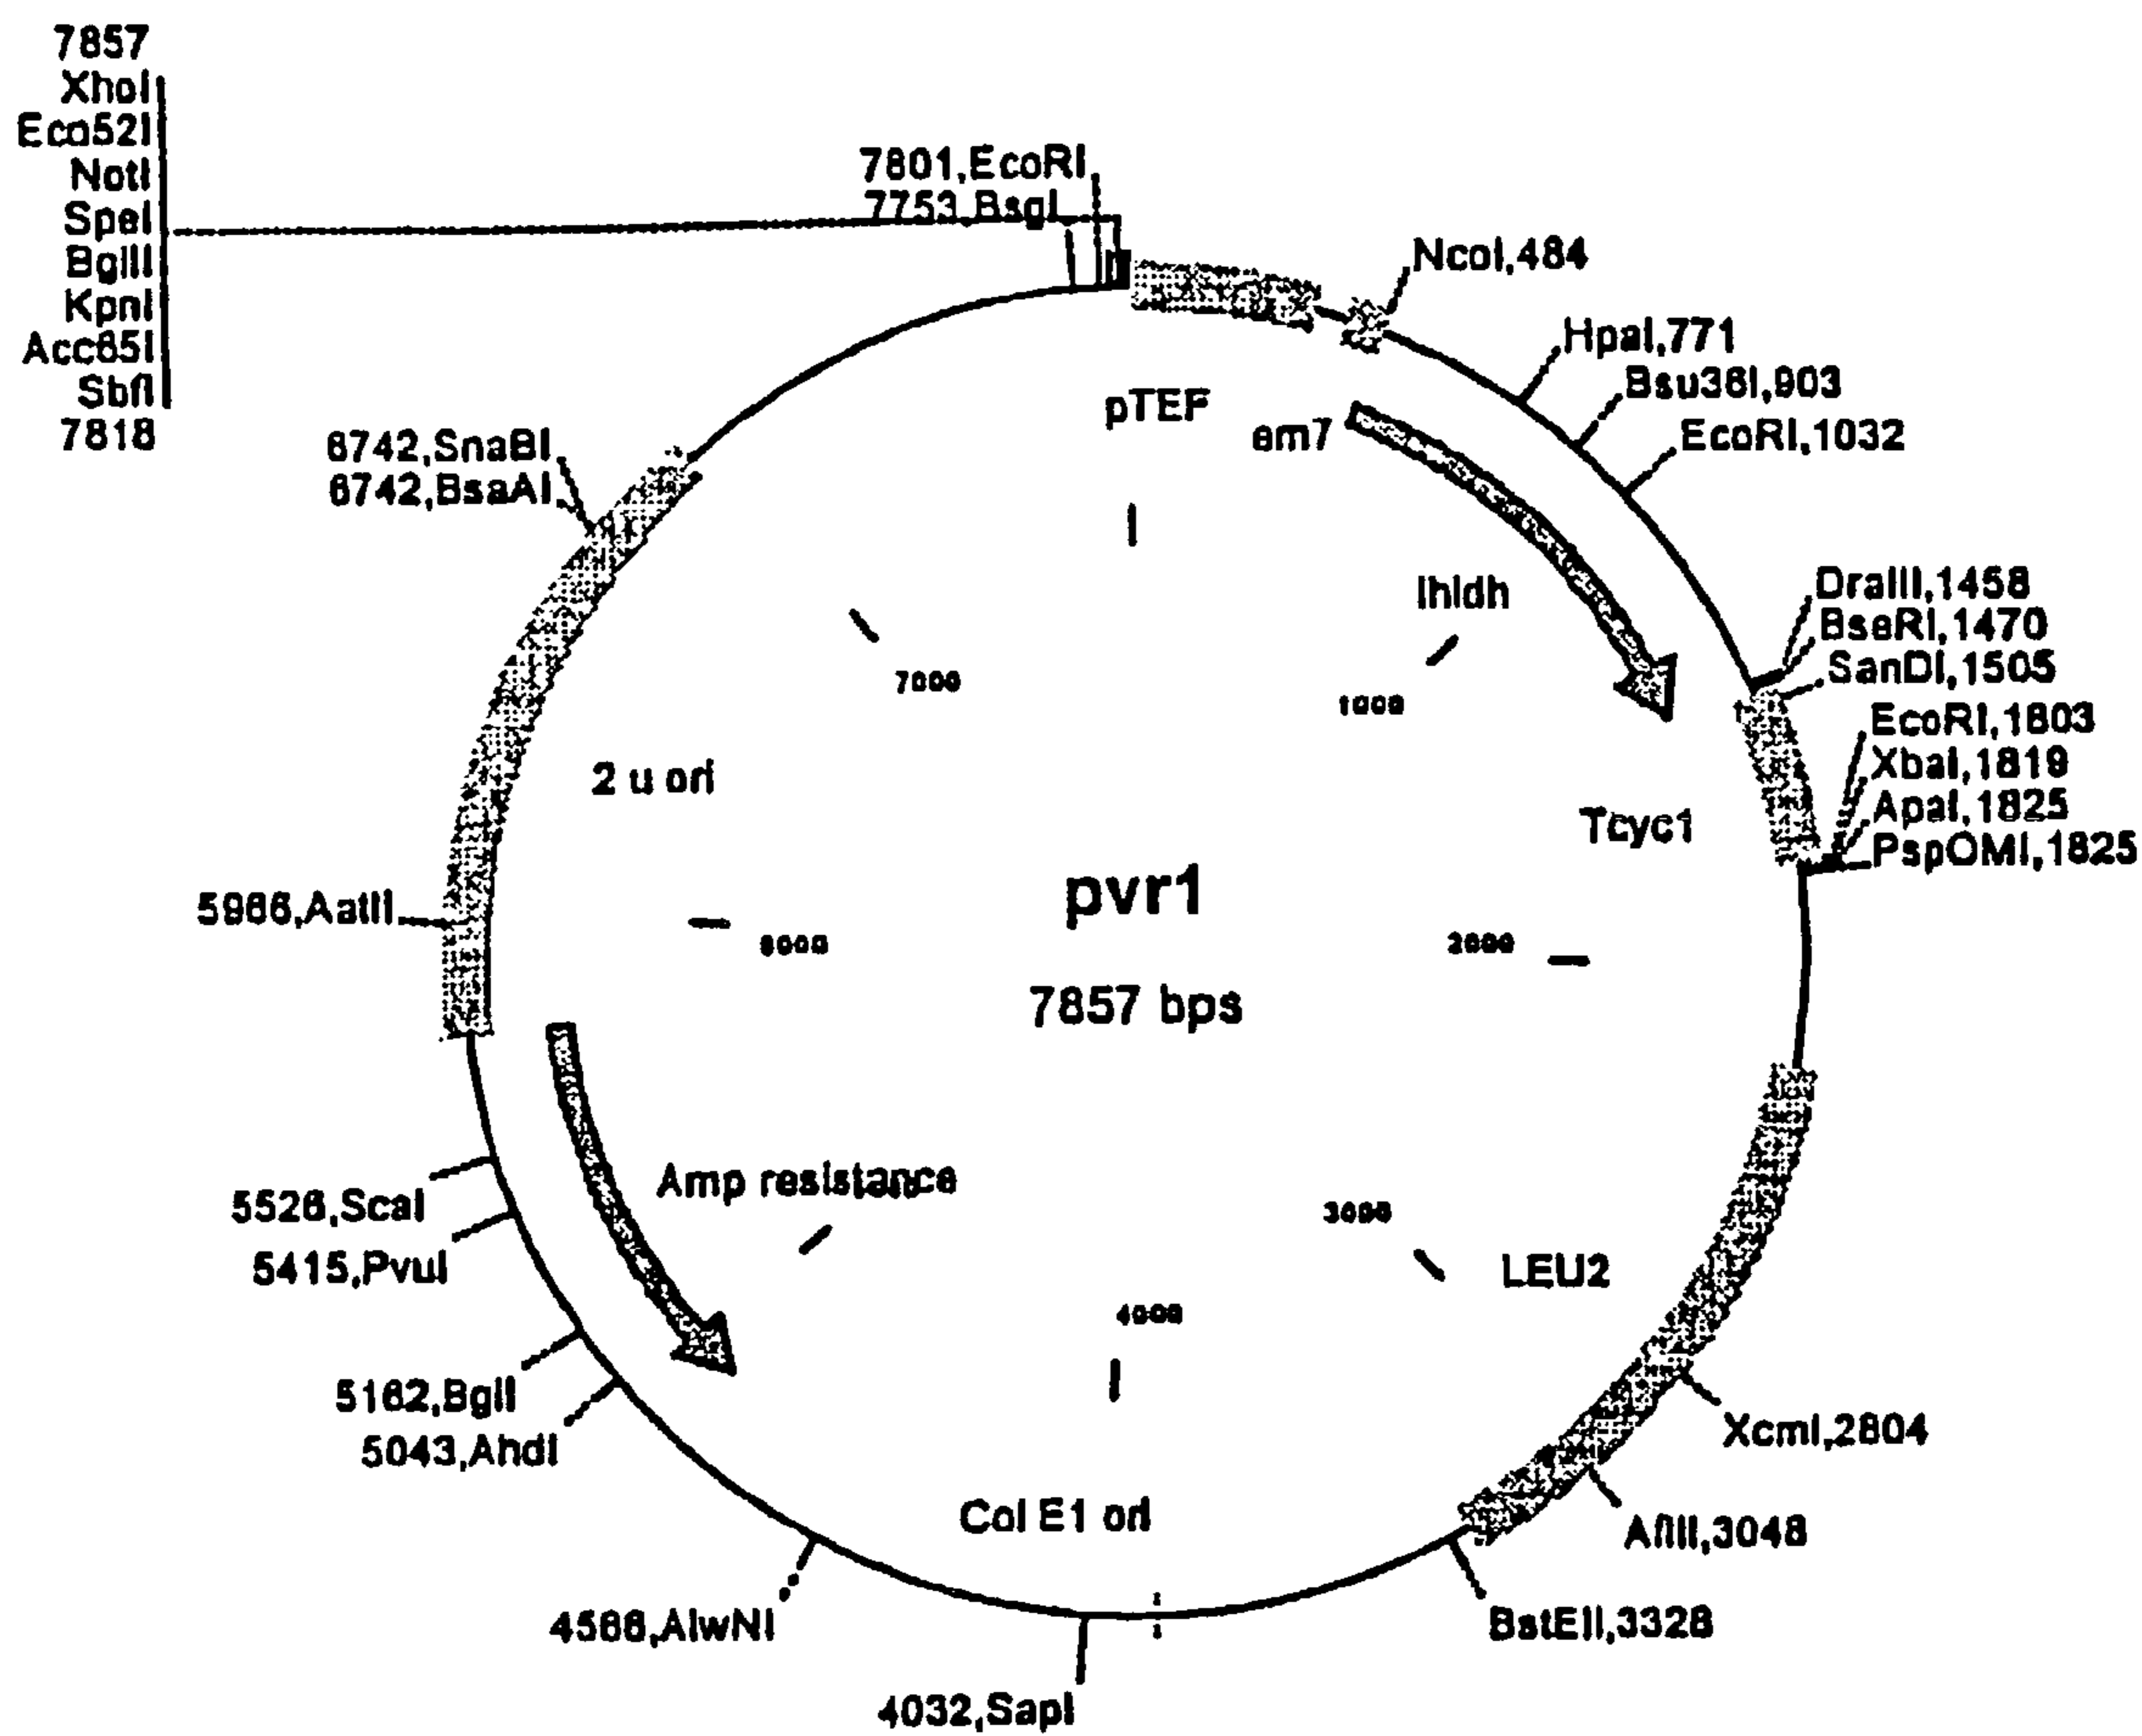 7857
XhoI
Eco52I
NotI
SpeI
BglII
KpnI
Acc65I
SbfI
7818
7801,EcoRI
7753,BsgI
NcoI,484
HpaI,771
Bsu36I,903
EcoRI,1032
pTEF
em7
6742,SnaBI
6742,BsaAI
lhldh
DraIII,1458
BseRI,1470
SanDI,1505
7000
1000
EcoRI,1803
XbaI,1819
ApaI,1825
PspOMI,1825
2 u ori
Tcyc1
pvr1
5986,AatII
6000
2000
7857 bps
Amp resistance
5526,ScaI
3000
5415,PvuI
LEU2
4000
5162,BglI
XcmI,2804
5043,AhdI
Col E1 ori
AflII,3048
4566,AlwNI
BstEII,3328
4032,SapI